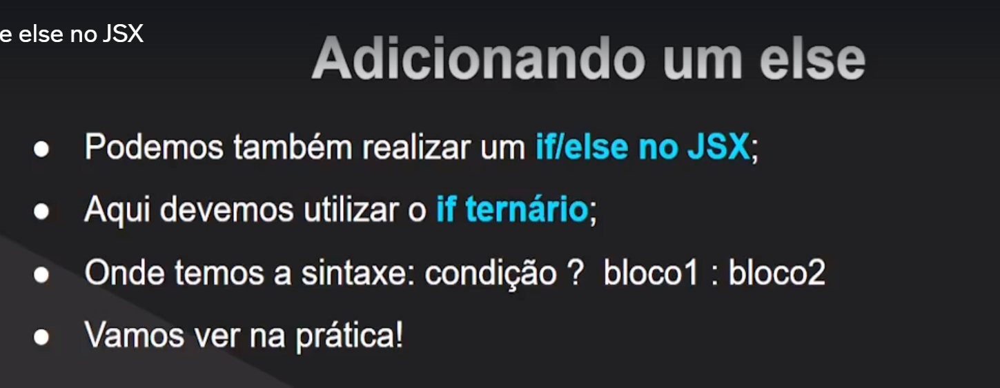 e else no JSX
Adicionando um else
● Podemos também realizar um if/else no JSX;
● Aqui devemos utilizar o if ternário;
● Onde temos a sintaxe: condição ? bloco1 : bloco2
● Vamos ver na prática!